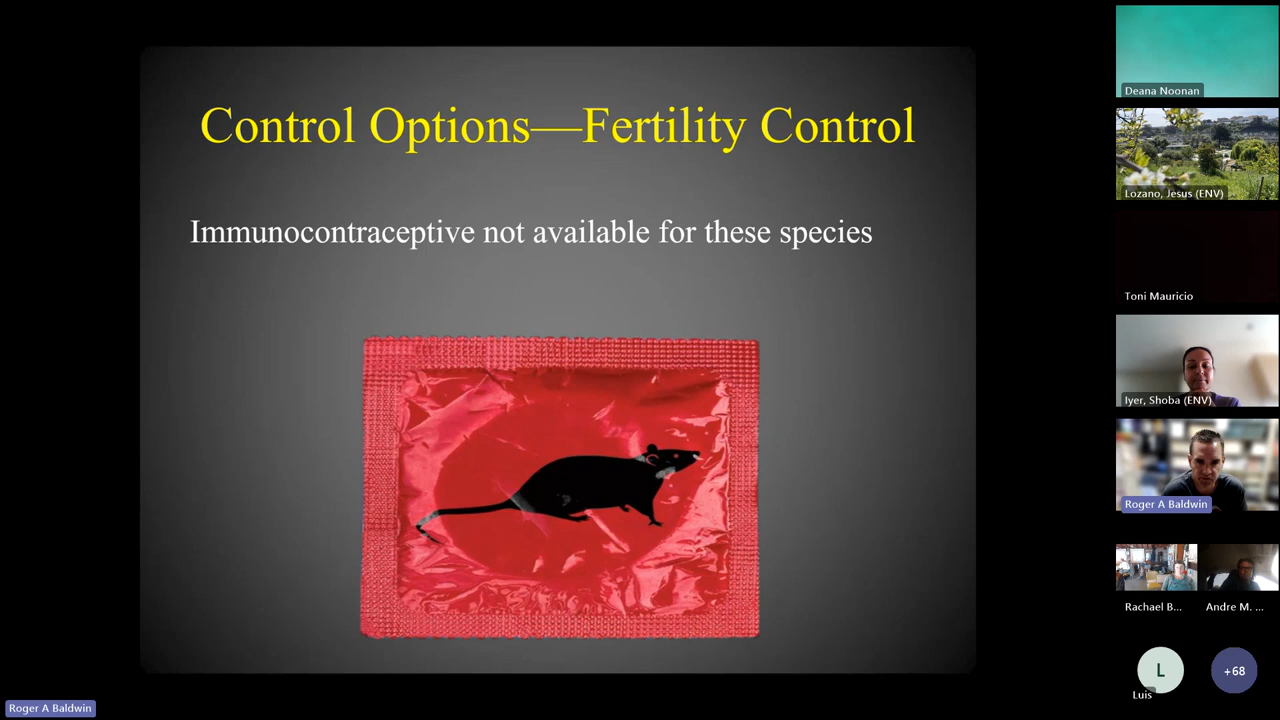 Control Options—Fertility Control
Immunocontraceptive not available for these species
Deana Noonan
Lozano, Jesus (ENV)
Toni Mauricio
Iyer, Shoba (ENV)
Roger A Baldwin
Rachael B...
Andre M. ...
L
Luis
+68
Roger A Baldwin